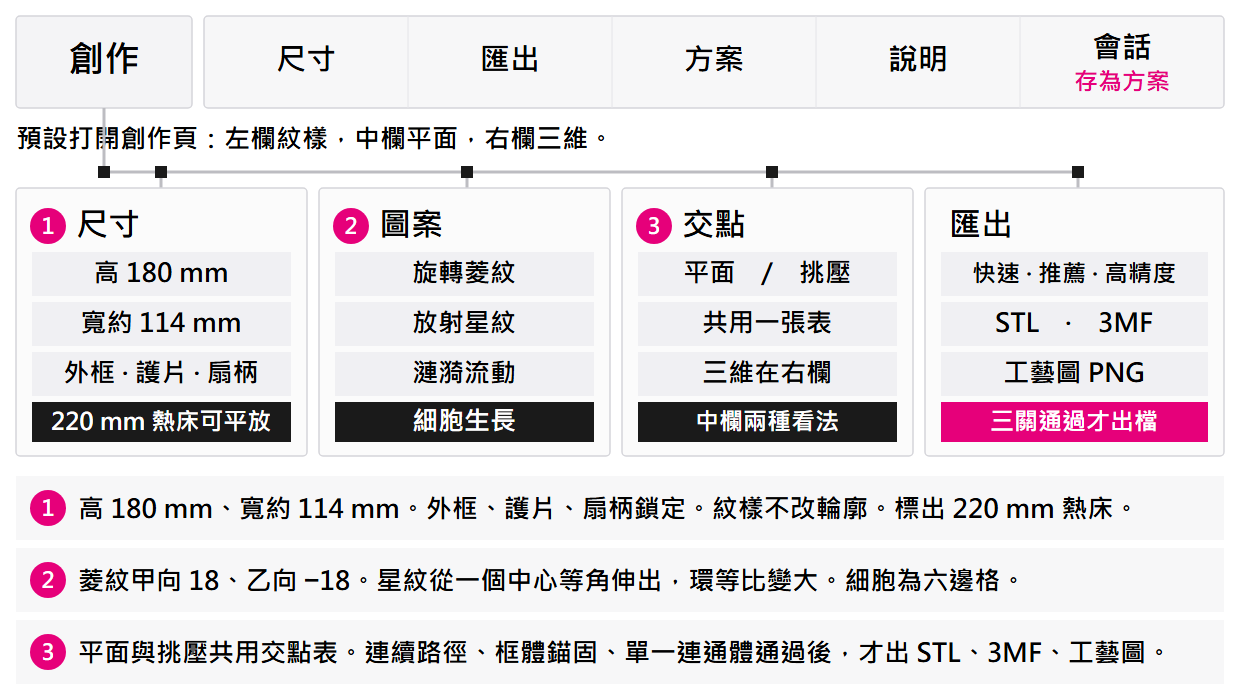 創作
尺寸
匯出
方案
說明
會話
存為方案
預設打開創作頁：左欄紋樣，中欄平面，右欄三維。
1 尺寸
高 180 mm
寬約 114 mm
外框 · 護片 · 扇柄
220 mm 熱床可平放
2 圖案
旋轉菱紋
放射星紋
漣漪流動
細胞生長
3 交點
平面 / 挑壓
共用一張表
三維在右欄
中欄兩種看法
匯出
快速 · 推薦 · 高精度
STL · 3MF
工藝圖 PNG
三關通過才出檔
1 高 180 mm、寬約 114 mm。外框、護片、扇柄鎖定。紋樣不改輪廓。標出 220 mm 熱床。
2 菱紋甲向 18、乙向 −18。星紋從一個中心等角伸出，環等比變大。細胞為六邊格。
3 平面與挑壓共用交點表。連續路徑、框體錨固、單一連通體通過後，才出 STL、3MF、工藝圖。